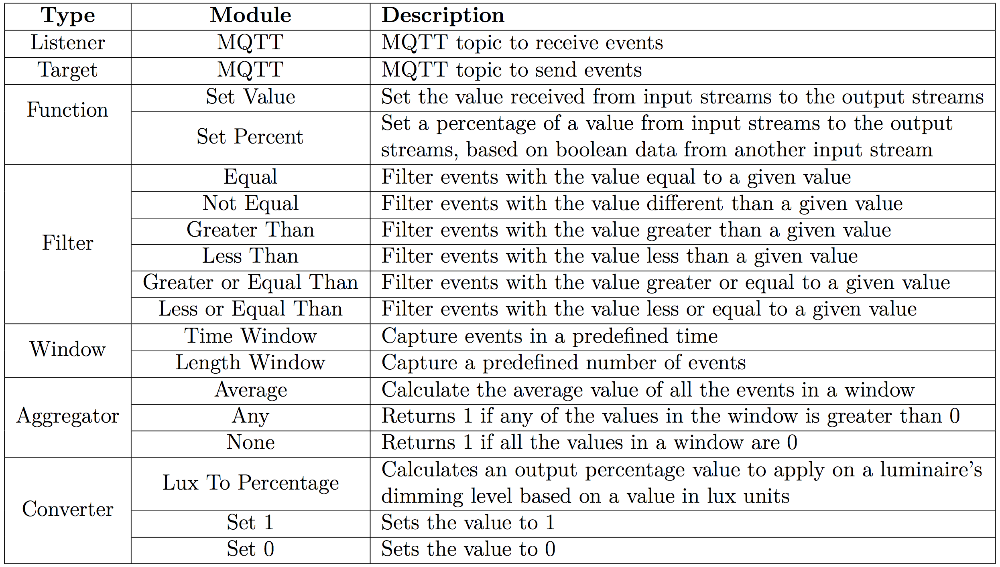 Type Module Description
Listener MQTT MQTT topic to receive events
Target MQTT MQTT topic to send events
Function Set Value Set the value received from input streams to the output streams
Set Percent Set a percentage of a value from input streams to the output
streams, based on boolean data from another input stream
Filter Equal Filter events with the value equal to a given value
Not Equal Filter events with the value different than a given value
Greater Than Filter events with the value greater than a given value
Less Than Filter events with the value less than a given value
Greater or Equal Than Filter events with the value greater or equal to a given value
Less or Equal Than Filter events with the value less or equal to a given value
Window Time Window Capture events in a predefined time
Length Window Capture a predefined number of events
Aggregator Average Calculate the average value of all the events in a window
Any Returns 1 if any of the values in the window is greater than 0
None Returns 1 if all the values in a window are 0
Converter Lux To Percentage Calculates an output percentage value to apply on a luminaire's
dimming level based on a value in lux units
Set 1 Sets the value to 1
Set 0 Sets the value to 0